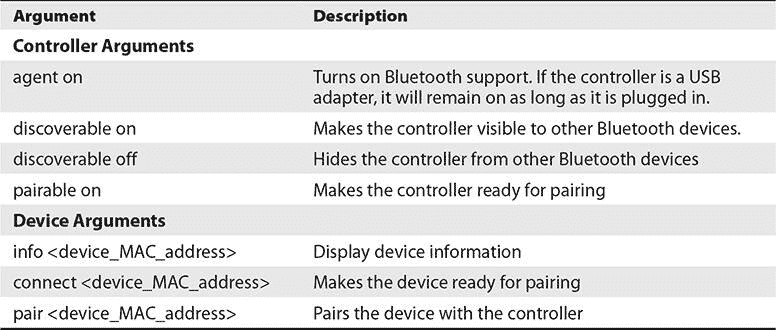 Argument Description
Controller Arguments
agent on Turns on Bluetooth support. If the controller is a USB
adapter, it will remain on as long as it is plugged in.
discoverable on Makes the controller visible to other Bluetooth devices.
discoverable off Hides the controller from other Bluetooth devices
pairable on Makes the controller ready for pairing
Device Arguments
info <device_MAC_address> Display device information
connect <device_MAC_address> Makes the device ready for pairing
pair <device_MAC_address> Pairs the device with the controller